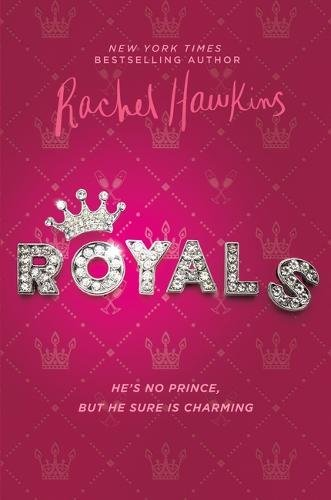 NEW YORK TIMES
BESTSELLING AUTHOR
Rachel Hawkins
ROYALS
HE'S NO PRINCE,
BUT HE SURE IS CHARMING